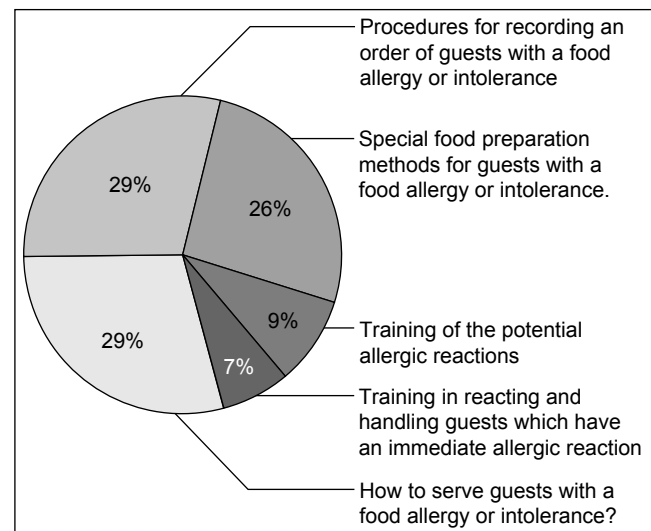 Procedures for recording an
order of guests with a food
allergy or intolerance
Special food preparation
methods for guests with a
food allergy or intolerance.
29%
26%
9%
29%
7%
Training of the potential
allergic reactions
Training in reacting and
handling guests which have
an immediate allergic reaction
How to serve guests with a
food allergy or intolerance?